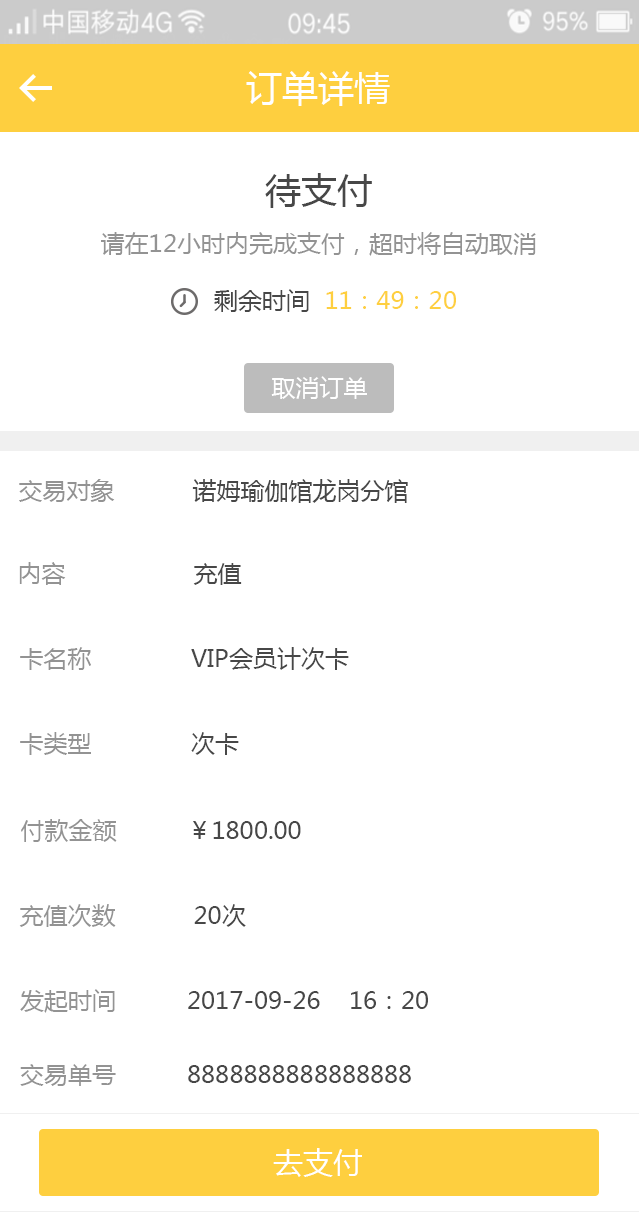 中国移动4G 09:45 95%
订单详情
待支付
请在12小时内完成支付，超时将自动取消
剩余时间 11：49：20
取消订单
交易对象 诺姆瑜伽馆龙岗分馆
内容 充值
卡名称 VIP会员计次卡
卡类型 次卡
付款金额 ¥1800.00
充值次数 20次
发起时间 2017-09-26 16：20
交易单号 8888888888888888
去支付